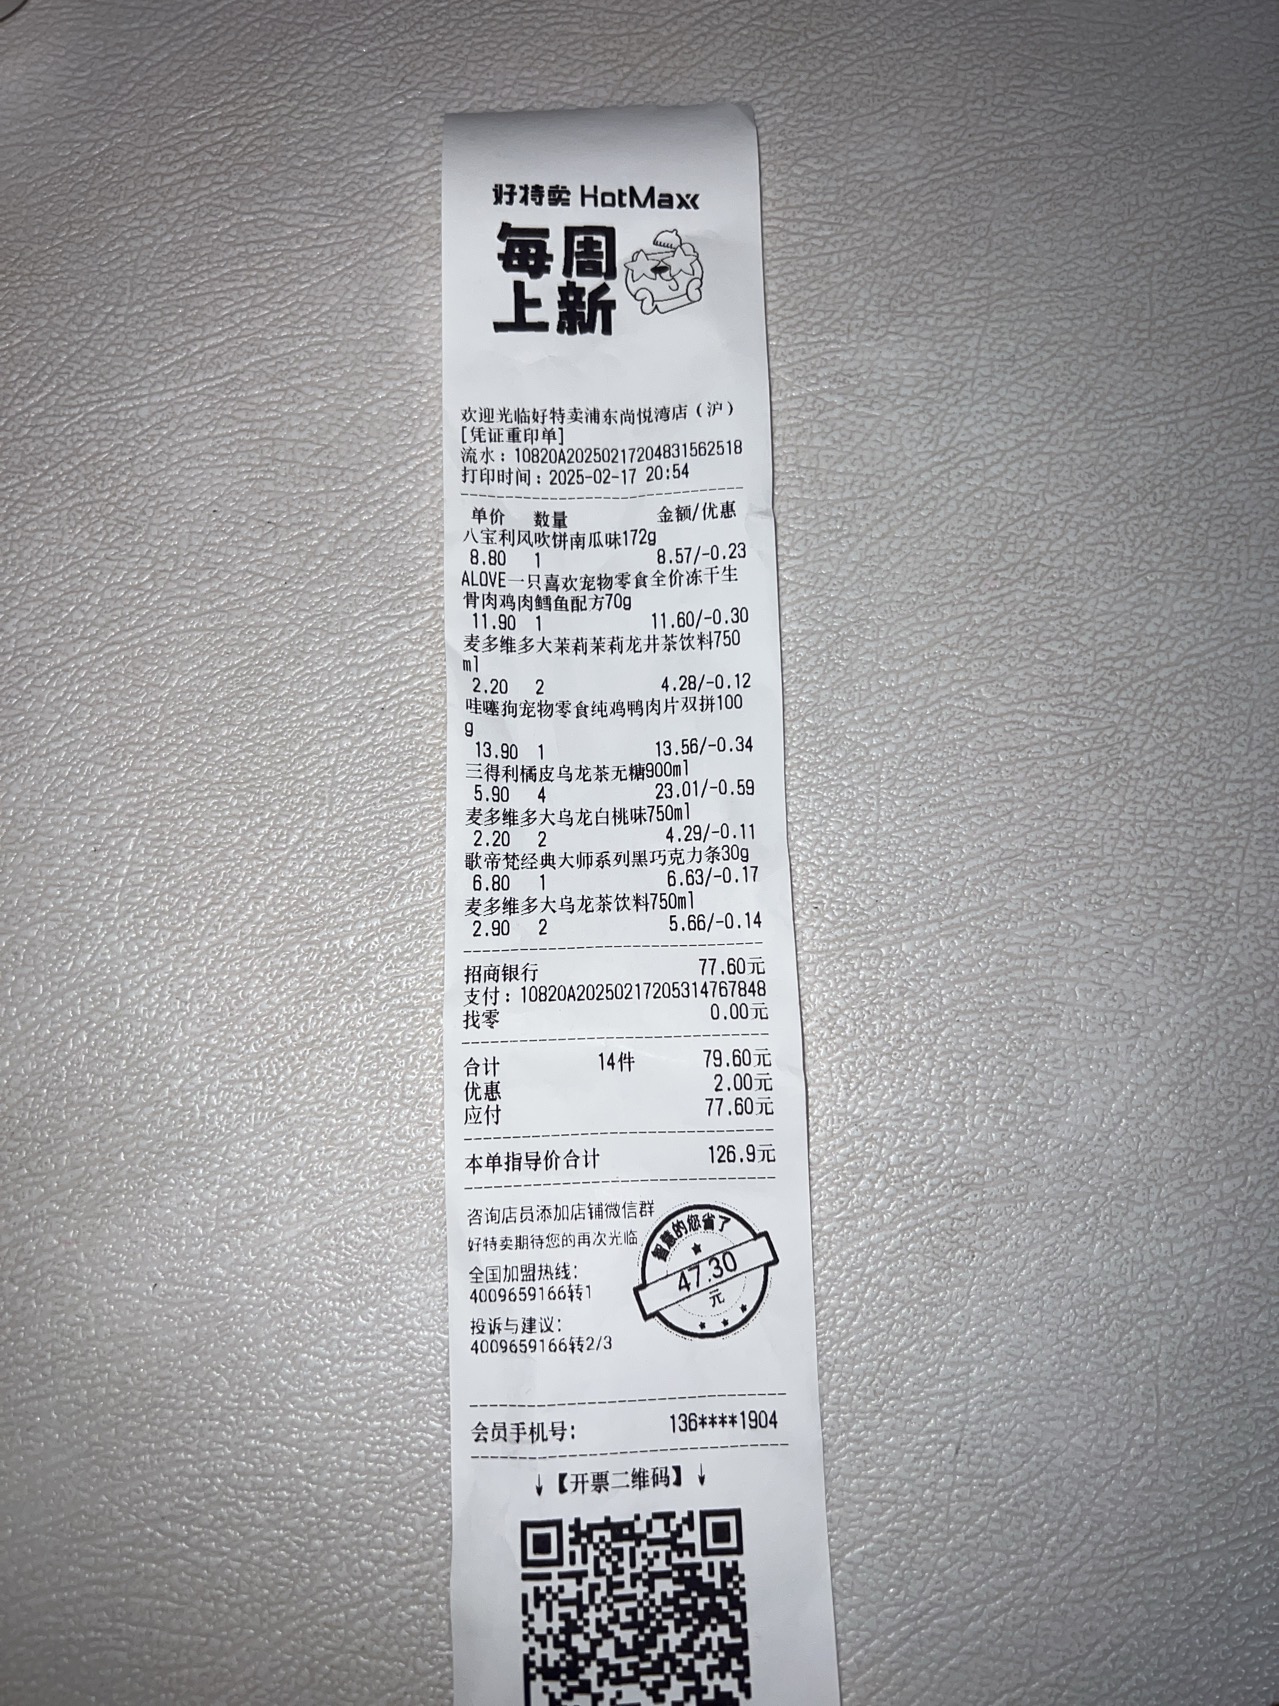 好特卖 HotMaxx
每周
上新
欢迎光临好特卖浦东尚悦湾店（沪）
[凭证重印单]
流水：10820A20250217204831562518
打印时间：2025-02-17 20:54
单价 数量 金额/优惠
八宝利风吹饼南瓜味172g
8.80 1 8.57/-0.23
ALOVE一只喜欢宠物零食全价冻干生
骨肉鸡肉鳕鱼配方70g
11.90 1 11.60/-0.30
麦多维多大茉莉茉莉龙井茶饮料750
ml
2.20 2 4.28/-0.12
哇噻狗宠物零食纯鸡鸭肉片双拼100
g
13.90 1 13.56/-0.34
三得利橘皮乌龙茶无糖900ml
5.90 4 23.01/-0.59
麦多维多大乌龙白桃味750ml
2.20 2 4.29/-0.11
歌帝梵经典大师系列黑巧克力条30g
6.80 1 6.63/-0.17
麦多维多大乌龙茶饮料750ml
2.90 2 5.66/-0.14
招商银行 77.60元
支付：10820A20250217205314767848
找零 0.00元
合计 14件 79.60元
优惠 2.00元
应付 77.60元
本单指导价合计 126.9元
咨询店员添加店铺微信群
好特卖期待您的再次光临
全国加盟热线：
4009659166转1
投诉与建议：
4009659166转2/3
智慧的您省了
47.30
元
会员手机号： 136****1904
↓【开票二维码】↓